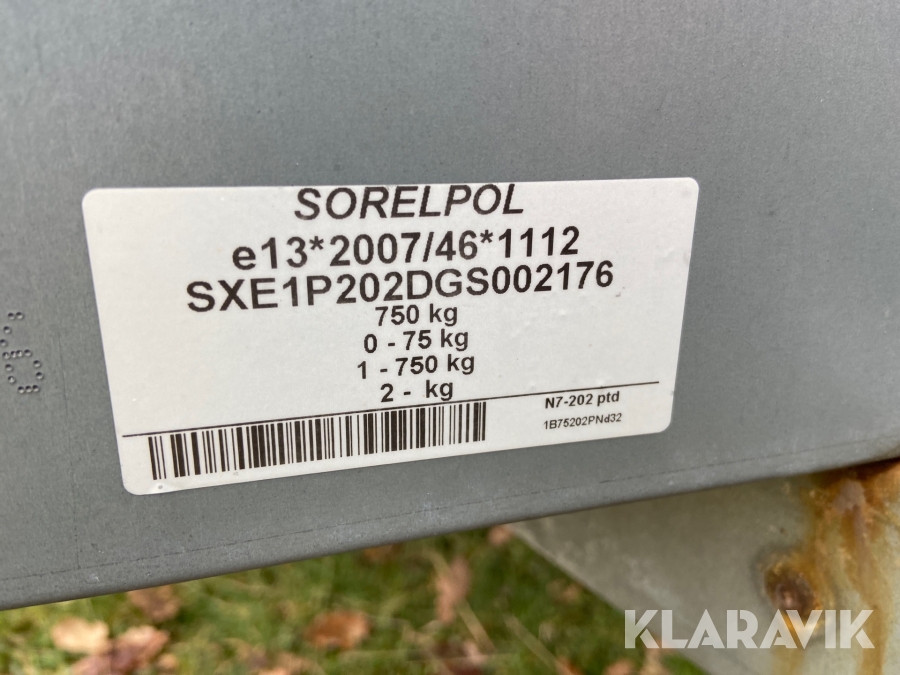 SORELPOL
e13*2007/46*1112
SXE1P202DGS002176
750 kg
0 - 75 kg
1 - 750 kg
2 - kg
N7-202 ptd
1B75202PNd32
KLARAVIK